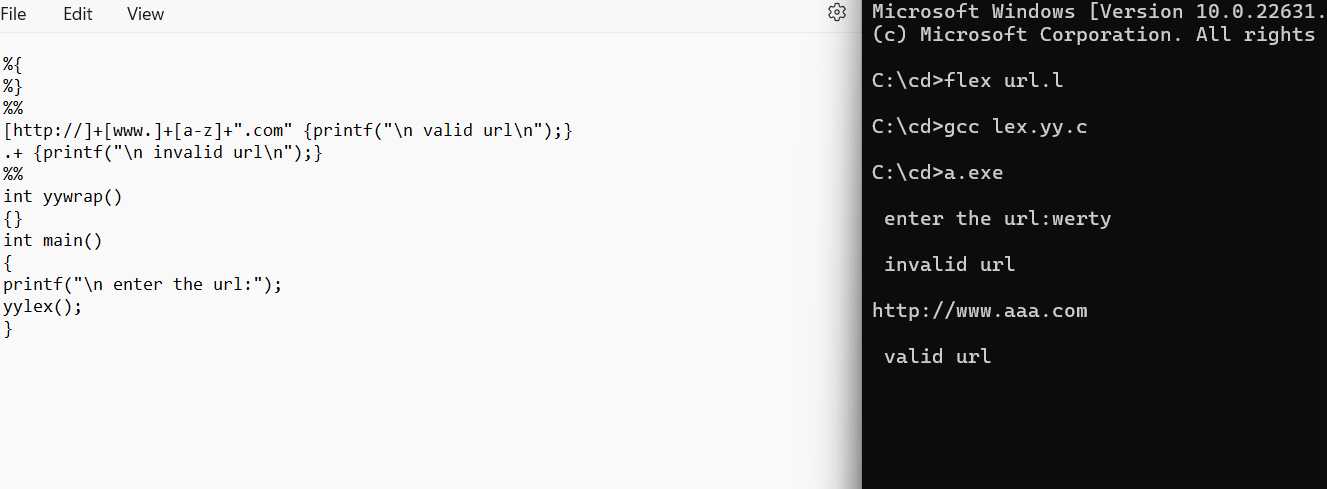 File Edit View
%{
%}
%%
[http://]+[www.]+[a-z]+".com" {printf("\n valid url\n");}
.+ {printf("\n invalid url\n");}
%%
int yywrap()
{}
int main()
{
printf("\n enter the url:");
yylex();
}
Microsoft Windows [Version 10.0.22631.
(c) Microsoft Corporation. All rights
C:\cd>flex url.l
C:\cd>gcc lex.yy.c
C:\cd>a.exe
enter the url:werty
invalid url
http://www.aaa.com
valid url